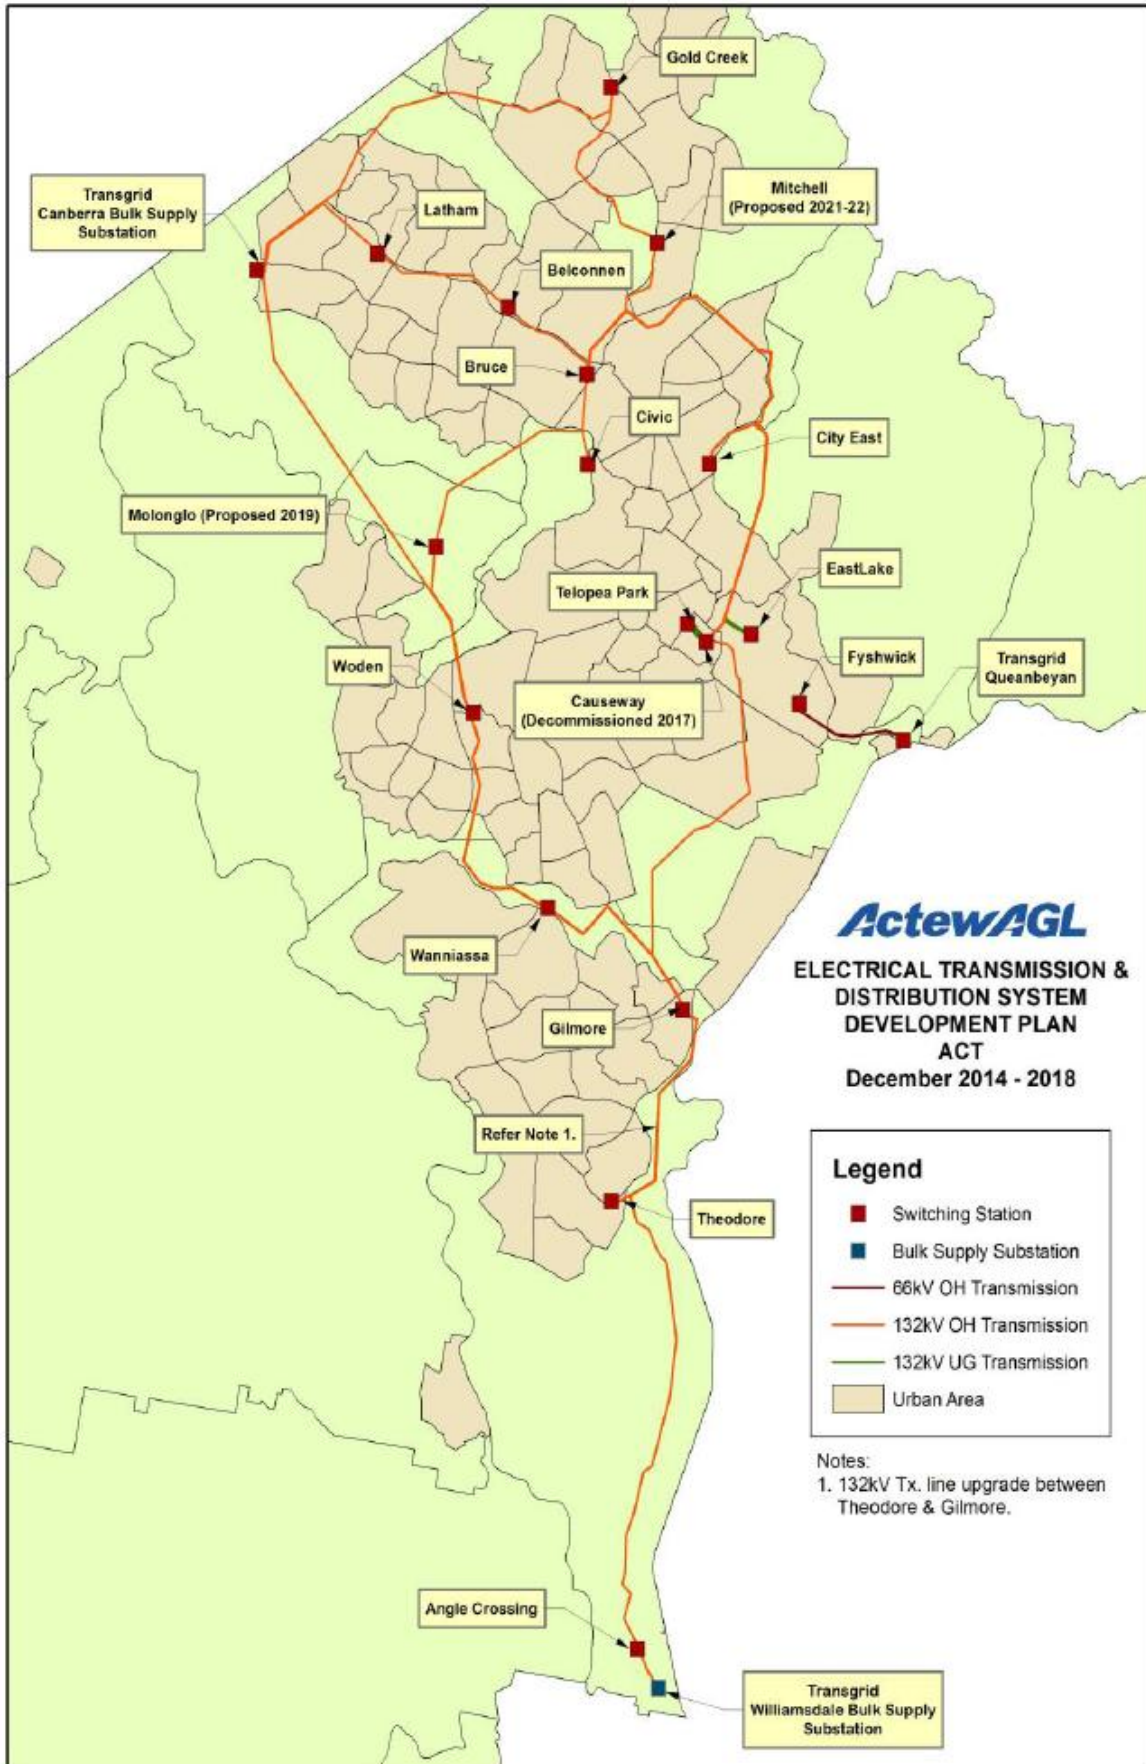 Gold Creek
Transgrid
Canberra Bulk Supply
Substation
Latham
Mitchell
(Proposed 2021-22)
Belconnen
Bruce
Civic
City East
Molonglo (Proposed 2019)
EastLake
Telopea Park
Woden
Causeway
(Decommissioned 2017)
Fyshwick
Transgrid
Queanbeyan
Wanniassa
ActewAGL
ELECTRICAL TRANSMISSION &
DISTRIBUTION SYSTEM
DEVELOPMENT PLAN
ACT
December 2014 - 2018
Gilmore
Refer Note 1.
Theodore
Legend
Switching Station
Bulk Supply Substation
66kV OH Transmission
132kV OH Transmission
132kV UG Transmission
Urban Area
Notes:
1. 132kV Tx. line upgrade between
Theodore & Gilmore.
Angle Crossing
Transgrid
Williamsdale Bulk Supply
Substation